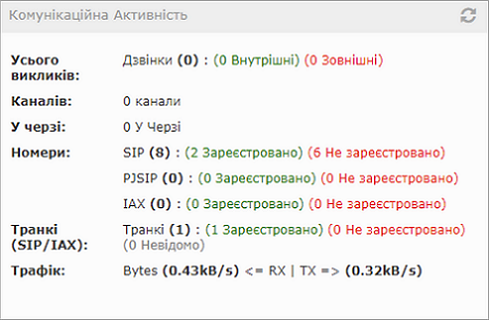 Комунікаційна Активність
Усього викликів: Дзвінки (0) : (0 Внутрішні) (0 Зовнішні)
Каналів: 0 канали
У черзі: 0 У Черзі
Номери: SIP (8) : (2 Зареєстровано) (6 Не зареєстровано)
PJSIP (0) : (0 Зареєстровано) (0 Не зареєстровано)
IAX (0) : (0 Зареєстровано) (0 Не зареєстровано)
Транкі (SIP/IAX): Транкі (1) : (1 Зареєстровано) (0 Не зареєстровано)
(0 Невідомо)
Трафік: Bytes (0.43kB/s) <= RX | TX => (0.32kB/s)